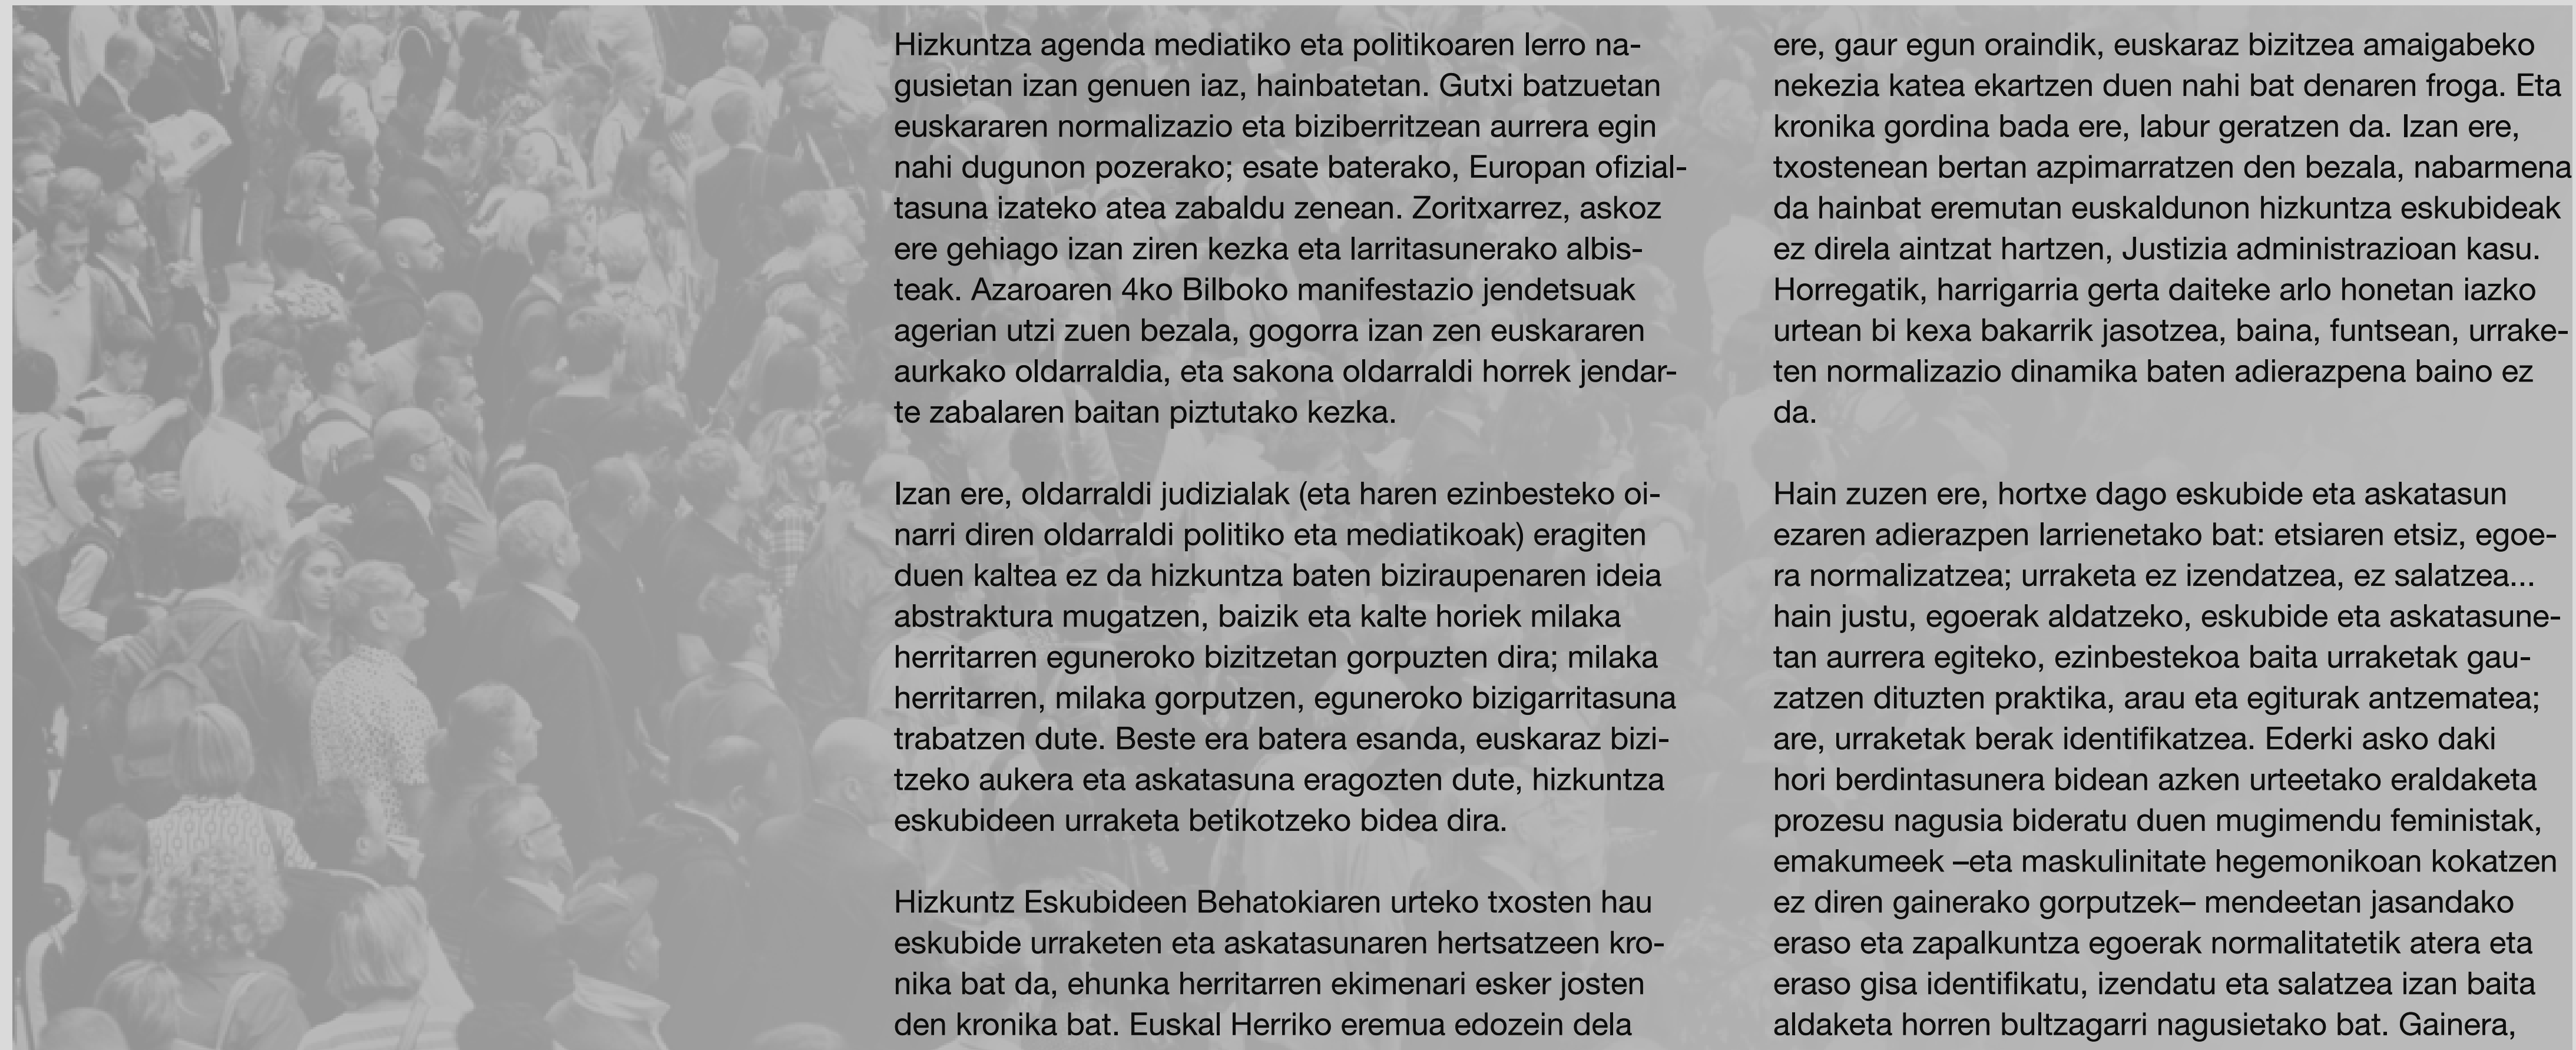 Hizkuntza agenda mediatiko eta politikoaren lerro na-
gusietan izan genuen iaz, hainbatetan. Gutxi batzuetan
euskararen normalizazio eta biziberritzean aurrera egin
nahi dugunon pozerako; esate baterako, Europan ofizial-
tasuna izateko atea zabaldu zenean. Zoritxarrez, askoz
ere gehiago izan ziren kezka eta larritasunerako albis-
teak. Azaroaren 4ko Bilboko manifestazio jendetsuak
agerian utzi zuen bezala, gogorra izan zen euskararen
aurkako oldarraldia, eta sakona oldarraldi horrek jendar-
te zabalaren baitan piztutako kezka.
Izan ere, oldarraldi judizialak (eta haren ezinbesteko oi-
narri diren oldarraldi politiko eta mediatikoak) eragiten
duen kaltea ez da hizkuntza baten biziraupenaren ideia
abstraktura mugatzen, baizik eta kalte horiek milaka
herritarren eguneroko bizitzetan gorpuzten dira; milaka
herritarren, milaka gorputzen, eguneroko bizigarritasuna
trabatzen dute. Beste era batera esanda, euskaraz bizi-
tzeko aukera eta askatasuna eragozten dute, hizkuntza
eskubideen urraketa betikotzeko bidea dira.
Hizkuntz Eskubideen Behatokiaren urteko txosten hau
eskubide urraketen eta askatasunaren hertsatzeen kro-
nika bat da, ehunka herritarren ekimenari esker josten
den kronika bat. Euskal Herriko eremua edozein dela
ere, gaur egun oraindik, euskaraz bizitzea amaigabeko
nekezia katea ekartzen duen nahi bat denaren froga. Eta
kronika gordina bada ere, labur geratzen da. Izan ere,
txostenean bertan azpimarratzen den bezala, nabarmena
da hainbat eremutan euskaldunon hizkuntza eskubideak
ez direla aintzat hartzen, Justizia administrazioan kasu.
Horregatik, harrigarria gerta daiteke arlo honetan iazko
urtean bi kexa bakarrik jasotzea, baina, funtsean, urrake-
ten normalizazio dinamika baten adierazpena baino ez
da.
Hain zuzen ere, hortxe dago eskubide eta askatasun
ezaren adierazpen larrienetako bat: etsiaren etsiz, egoe-
ra normalizatzea; urraketa ez izendatzea, ez salatzea...
hain justu, egoerak aldatzeko, eskubide eta askatasune-
tan aurrera egiteko, ezinbestekoa baita urraketak gau-
zatzen dituzten praktika, arau eta egiturak antzematea;
are, urraketak berak identifikatzea. Ederki asko daki
hori berdintasunera bidean azken urteetako eraldaketa
prozesu nagusia bideratu duen mugimendu feministak,
emakumeek –eta maskulinitate hegemonikoan kokatzen
ez diren gainerako gorputzek– mendeetan jasandako
eraso eta zapalkuntza egoerak normalitatetik atera eta
eraso gisa identifikatu, izendatu eta salatzea izan baita
aldaketa horren bultzagarri nagusietako bat. Gainera,